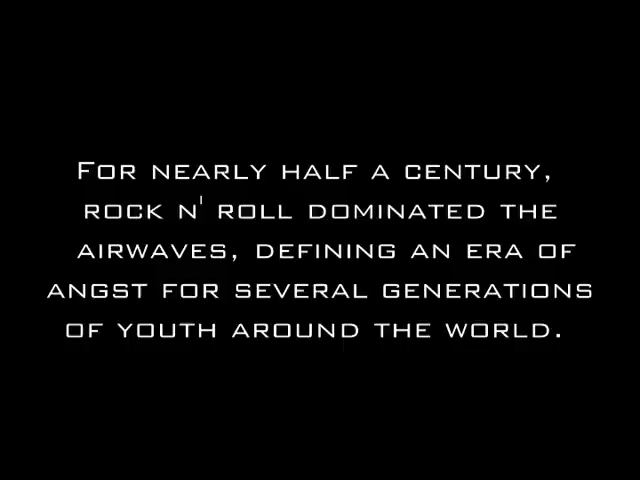 For nearly half a century,
rock n' roll dominated the
airwaves, defining an era of
angst for several generations
of youth around the world.